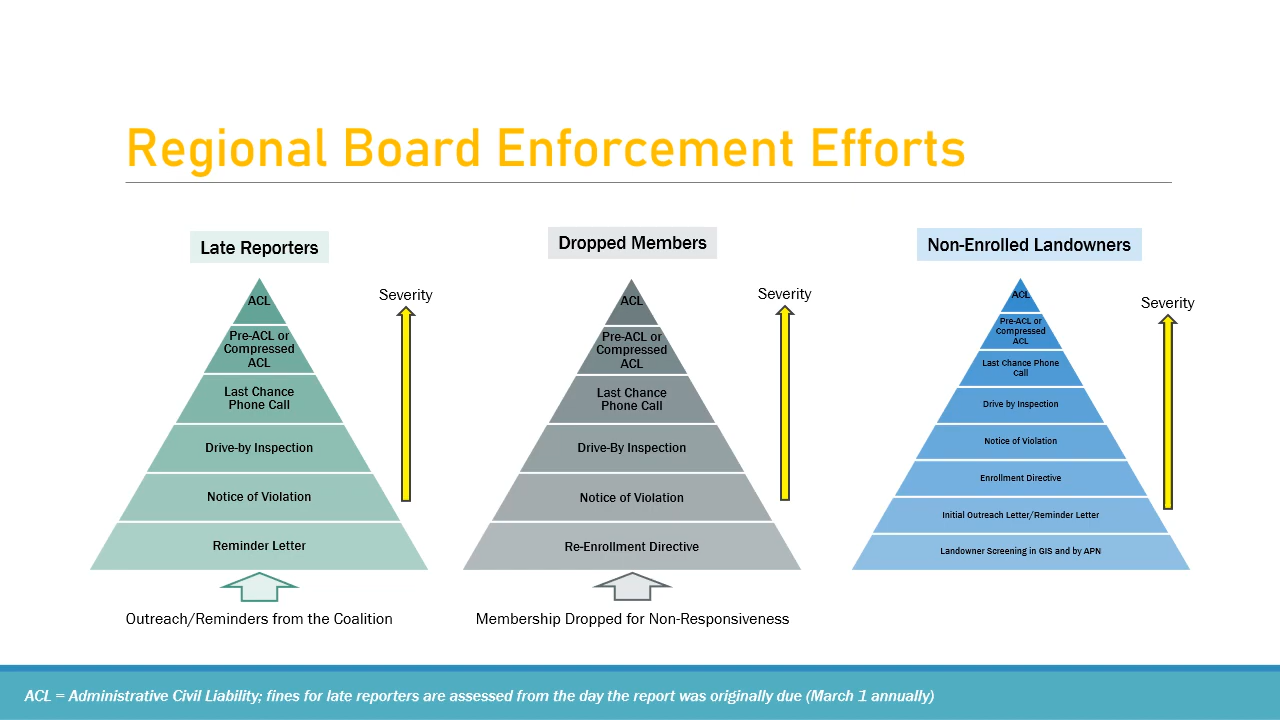 Regional Board Enforcement Efforts
Late Reporters
Severity
ACL
Pre-ACL or
Compressed
ACL
Last Chance
Phone Call
Drive-by Inspection
Notice of Violation
Reminder Letter
Outreach/Reminders from the Coalition
Dropped Members
Severity
ACL
Pre-ACL or
Compressed
ACL
Last Chance
Phone Call
Drive-By Inspection
Notice of Violation
Re-Enrollment Directive
Membership Dropped for Non-Responsiveness
Non-Enrolled Landowners
Severity
ACL
Pre-ACL or
Compressed
ACL
Last Chance Phone
Call
Drive by Inspection
Notice of Violation
Enrollment Directive
Initial Outreach Letter/Reminder Letter
Landowner Screening in GIS and by APN
ACL = Administrative Civil Liability; fines for late reporters are assessed from the day the report was originally due (March 1 annually)